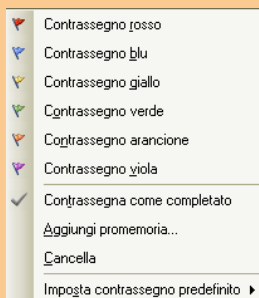 Contrassegno rosso
Contrassegno blu
Contrassegno giallo
Contrassegno verde
Contrassegno arancione
Contrassegno viola
Contrassegna come completato
Aggiungi promemoria...
Cancella
Imposta contrassegno predefinito